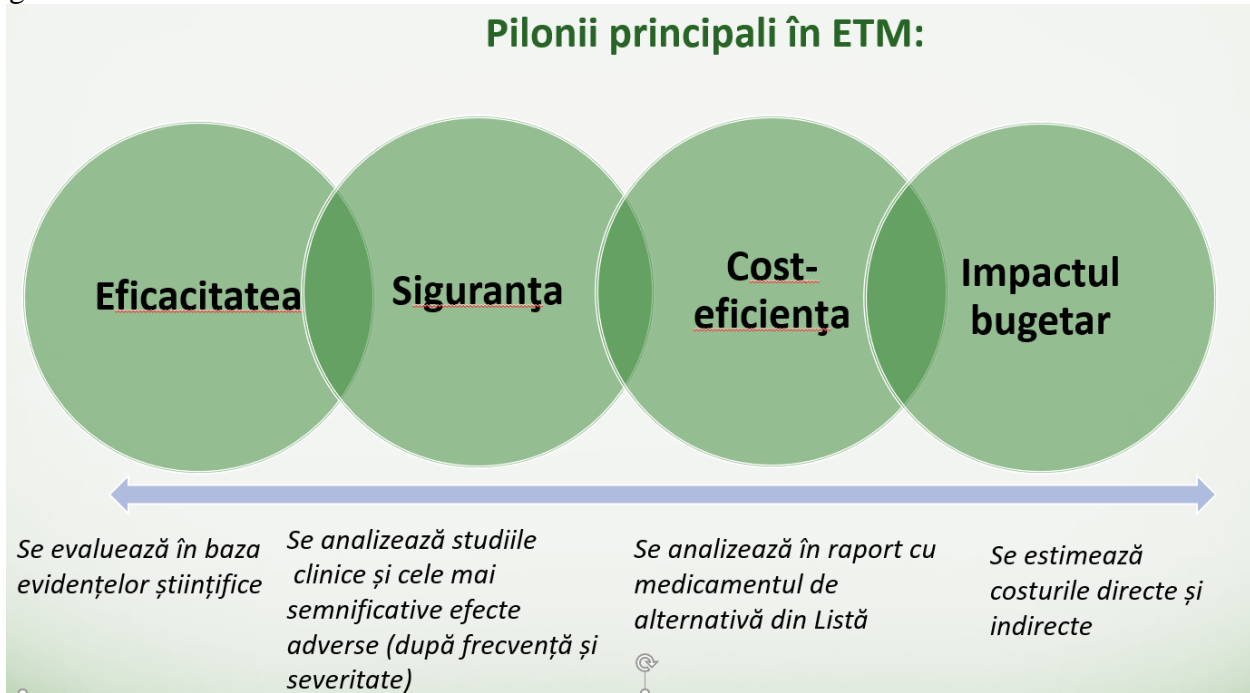 Pilonii principali în ETM:
Eficacitatea
Siguranţa
Cost-
eficienţa
Impactul
bugetar
Se evaluează în baza
evidențelor științifice
Se analizează studiile
clinice și cele mai
semnificative efecte
adverse (după frecvență și
severitate)
Se analizează în raport cu
medicamentul de
alternativă din Listă
Se estimează
costurile directe și
indirecte